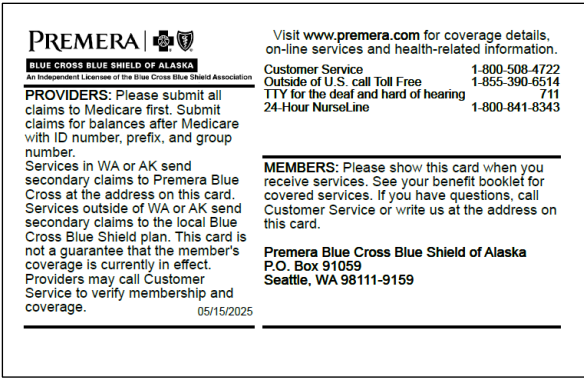 PREMERA
BLUE CROSS BLUE SHIELD OF ALASKA
An Independent Licensee of the Blue Cross Blue Shield Association
PROVIDERS: Please submit all
claims to Medicare first. Submit
claims for balances after Medicare
with ID number, prefix, and group
number.
Services in WA or AK send
secondary claims to Premera Blue
Cross at the address on this card.
Services outside of WA or AK send
secondary claims to the local Blue
Cross Blue Shield plan. This card is
not a guarantee that the member's
coverage is currently in effect.
Providers may call Customer
Service to verify membership and
coverage.
05/15/2025
Visit www.premera.com for coverage details,
on-line services and health-related information.
Customer Service 1-800-508-4722
Outside of U.S. call Toll Free 1-855-390-6514
TTY for the deaf and hard of hearing 711
24-Hour NurseLine 1-800-841-8343
MEMBERS: Please show this card when you
receive services. See your benefit booklet for
covered services. If you have questions, call
Customer Service or write us at the address on
this card.
Premera Blue Cross Blue Shield of Alaska
P.O. Box 91059
Seattle, WA 98111-9159